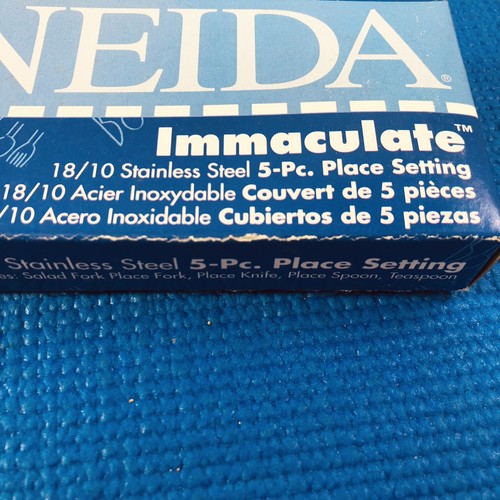 NEIDA®
Immaculate™
18/10 Stainless Steel 5-Pc. Place Setting
18/10 Acier Inoxydable Couvert de 5 pièces
/10 Acero Inoxidable Cubiertos de 5 piezas
Stainless Steel 5-Pc. Place Setting
es: Salad Fork Place Fork, Place Knife, Place Spoon, Teaspoon